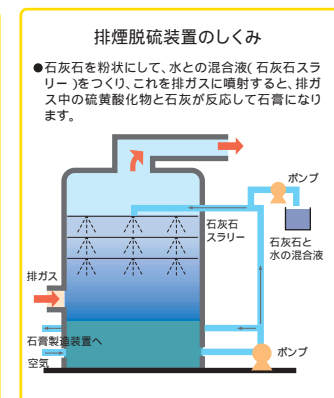 排煙脱硫装置のしくみ
●石灰石を粉状にして、水との混合液(石灰石スラ
リー)をつくり、これを排ガスに噴射すると、排ガ
ス中の硫黄酸化物と石灰が反応して石膏になり
ます。
ポンプ
石灰石
スラリー
石灰石と
水の混合液
排ガス
石膏製造装置へ
空気
ポンプ